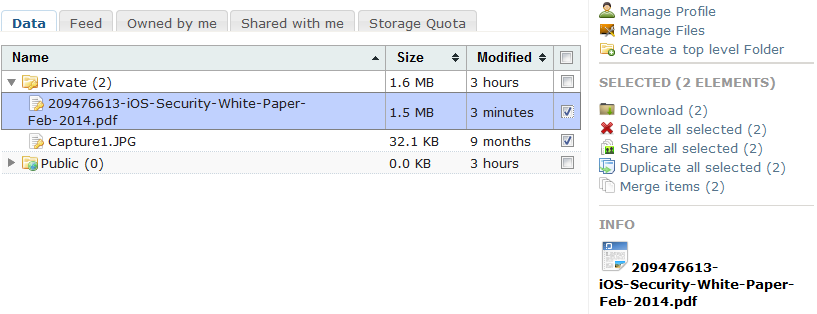 Data Feed Owned by me Shared with me Storage Quota
Name Size Modified
Private (2) 1.6 MB 3 hours
209476613-iOS-Security-White-Paper-
Feb-2014.pdf 1.5 MB 3 minutes
Capture1.JPG 32.1 KB 9 months
Public (0) 0.0 KB 3 hours
Manage Profile
Manage Files
Create a top level Folder
SELECTED (2 ELEMENTS)
Download (2)
Delete all selected (2)
Share all selected (2)
Duplicate all selected (2)
Merge items (2)
INFO
209476613-
iOS-Security-White-Paper-
Feb-2014.pdf